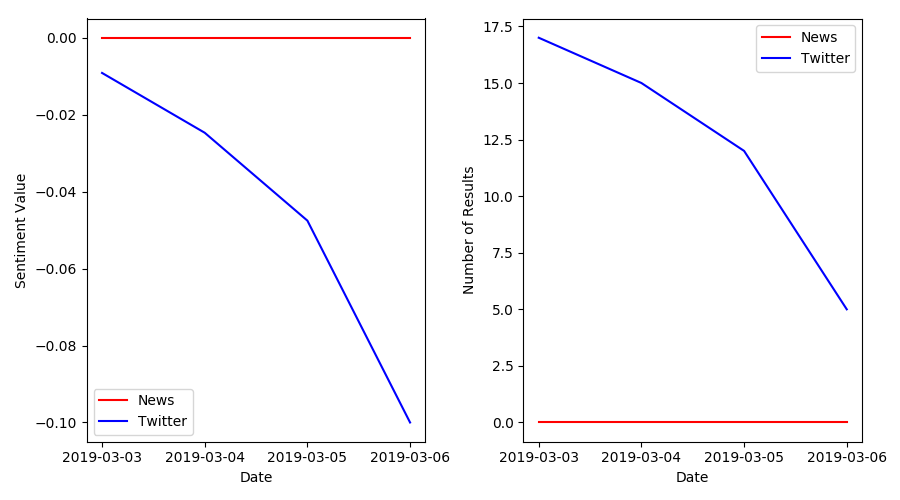 0.00
−0.02
−0.04
−0.06
−0.08
−0.10
Sentiment Value
News
Twitter
2019-03-03 2019-03-04 2019-03-05 2019-03-06
Date
17.5
15.0
12.5
10.0
7.5
5.0
2.5
0.0
Number of Results
News
Twitter
2019-03-03 2019-03-04 2019-03-05 2019-03-06
Date